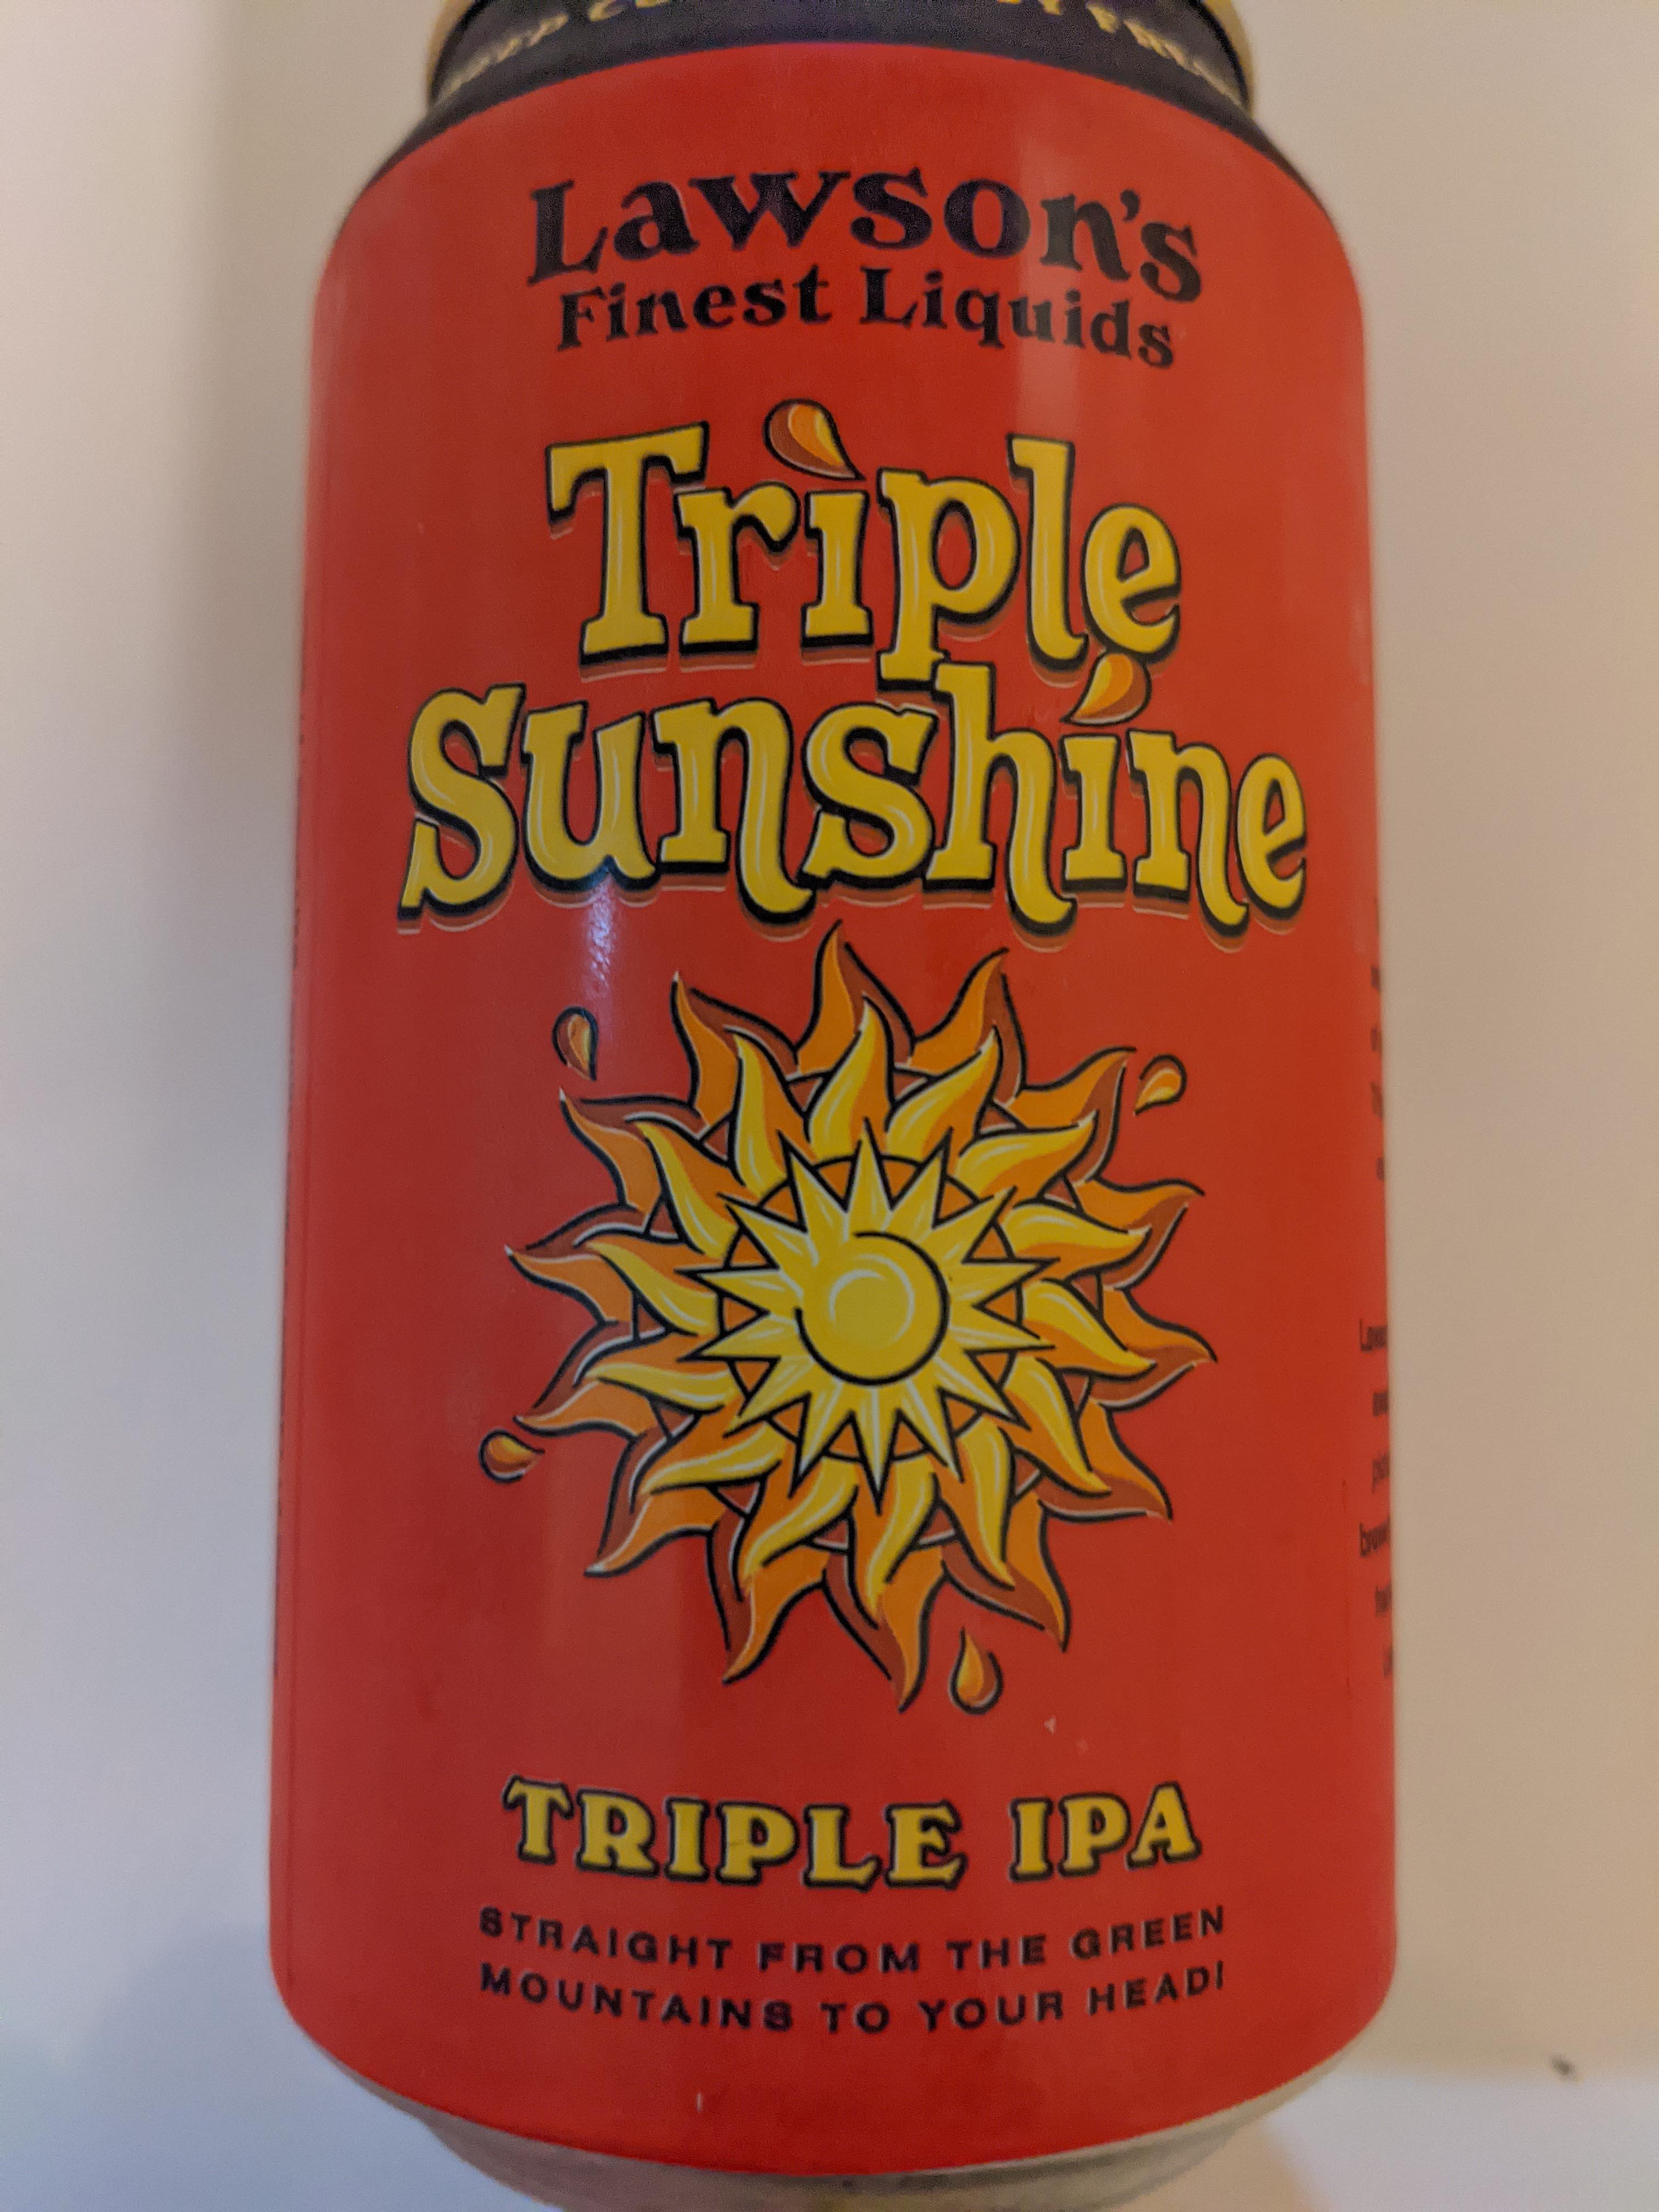 Lawson's
Finest Liquids
Triple
Sunshine
TRIPLE IPA
STRAIGHT FROM THE GREEN
MOUNTAINS TO YOUR HEAD!